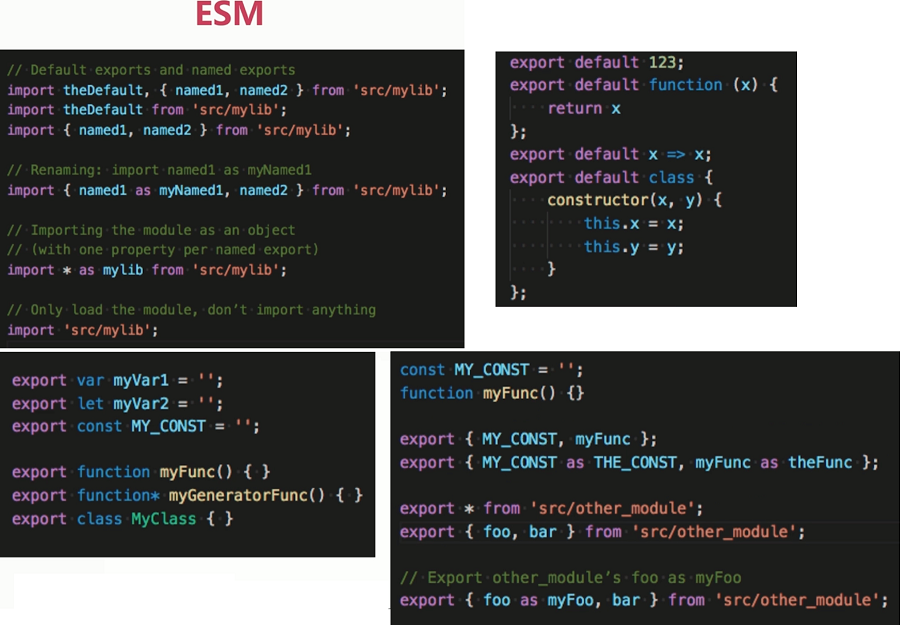 ESM
// Default exports and named exports
import theDefault, { named1, named2 } from 'src/mylib';
import theDefault from 'src/mylib';
import { named1, named2 } from 'src/mylib';
// Renaming: import named1 as myNamed1
import { named1 as myNamed1, named2 } from 'src/mylib';
// Importing the module as an object
// (with one property per named export)
import * as mylib from 'src/mylib';
// Only load the module, don’t import anything
import 'src/mylib';
export default 123;
export default function (x) {
    return x
};
export default x => x;
export default class {
    constructor(x, y) {
        this.x = x;
        this.y = y;
    }
};
export var myVar1 = '';
export let myVar2 = '';
export const MY_CONST = '';
export function myFunc() { }
export function* myGeneratorFunc() { }
export class MyClass { }
const MY_CONST = '';
function myFunc() {}
export { MY_CONST, myFunc };
export { MY_CONST as THE_CONST, myFunc as theFunc };
export * from 'src/other_module';
export { foo, bar } from 'src/other_module';
// Export other_module’s foo as myFoo
export { foo as myFoo, bar } from 'src/other_module';